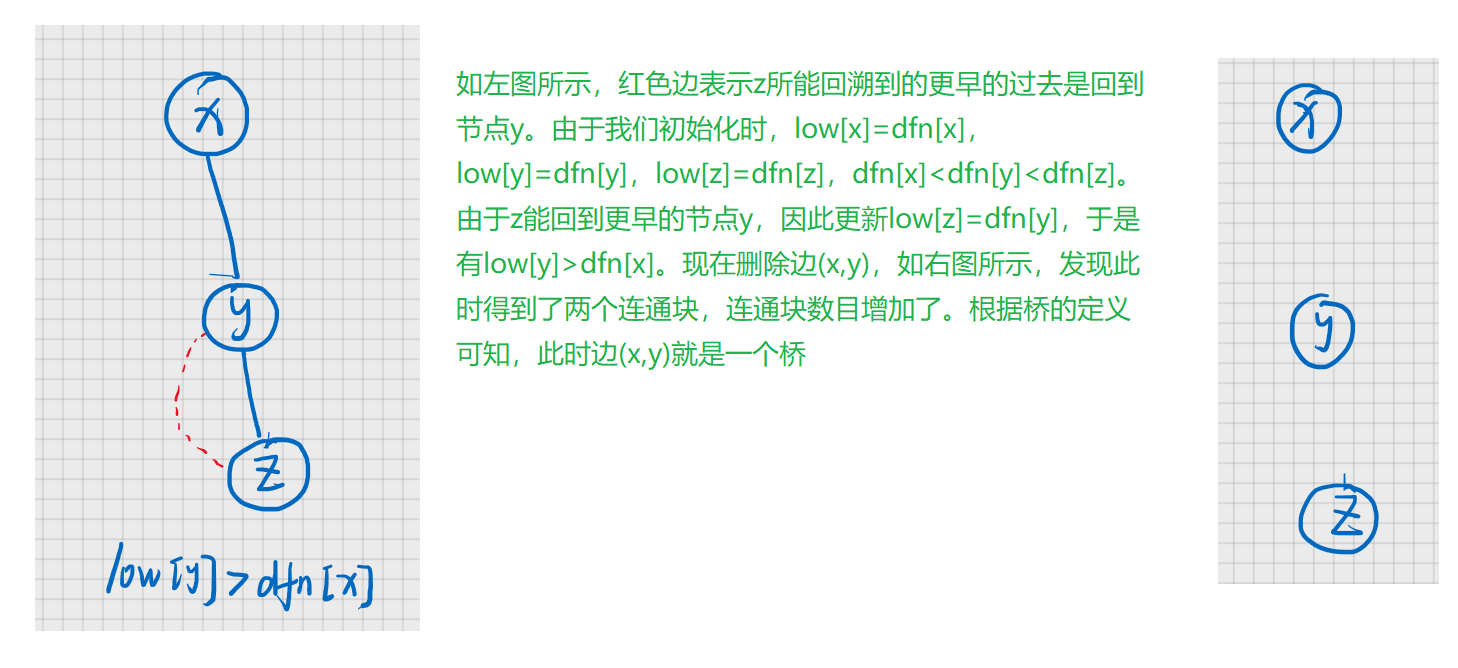 x
y
z
low[y]>dfn[x]
如左图所示，红色边表示z所能回溯到的更早的过去是回到
节点y。由于我们初始化时，low[x]=dfn[x]，
low[y]=dfn[y]，low[z]=dfn[z]，dfn[x]<dfn[y]<dfn[z]。
由于z能回到更早的节点y，因此更新low[z]=dfn[y]，于是
有low[y]>dfn[x]。现在删除边(x,y)，如右图所示，发现此
时得到了两个连通块，连通块数目增加了。根据桥的定义
可知，此时边(x,y)就是一个桥
x
y
z